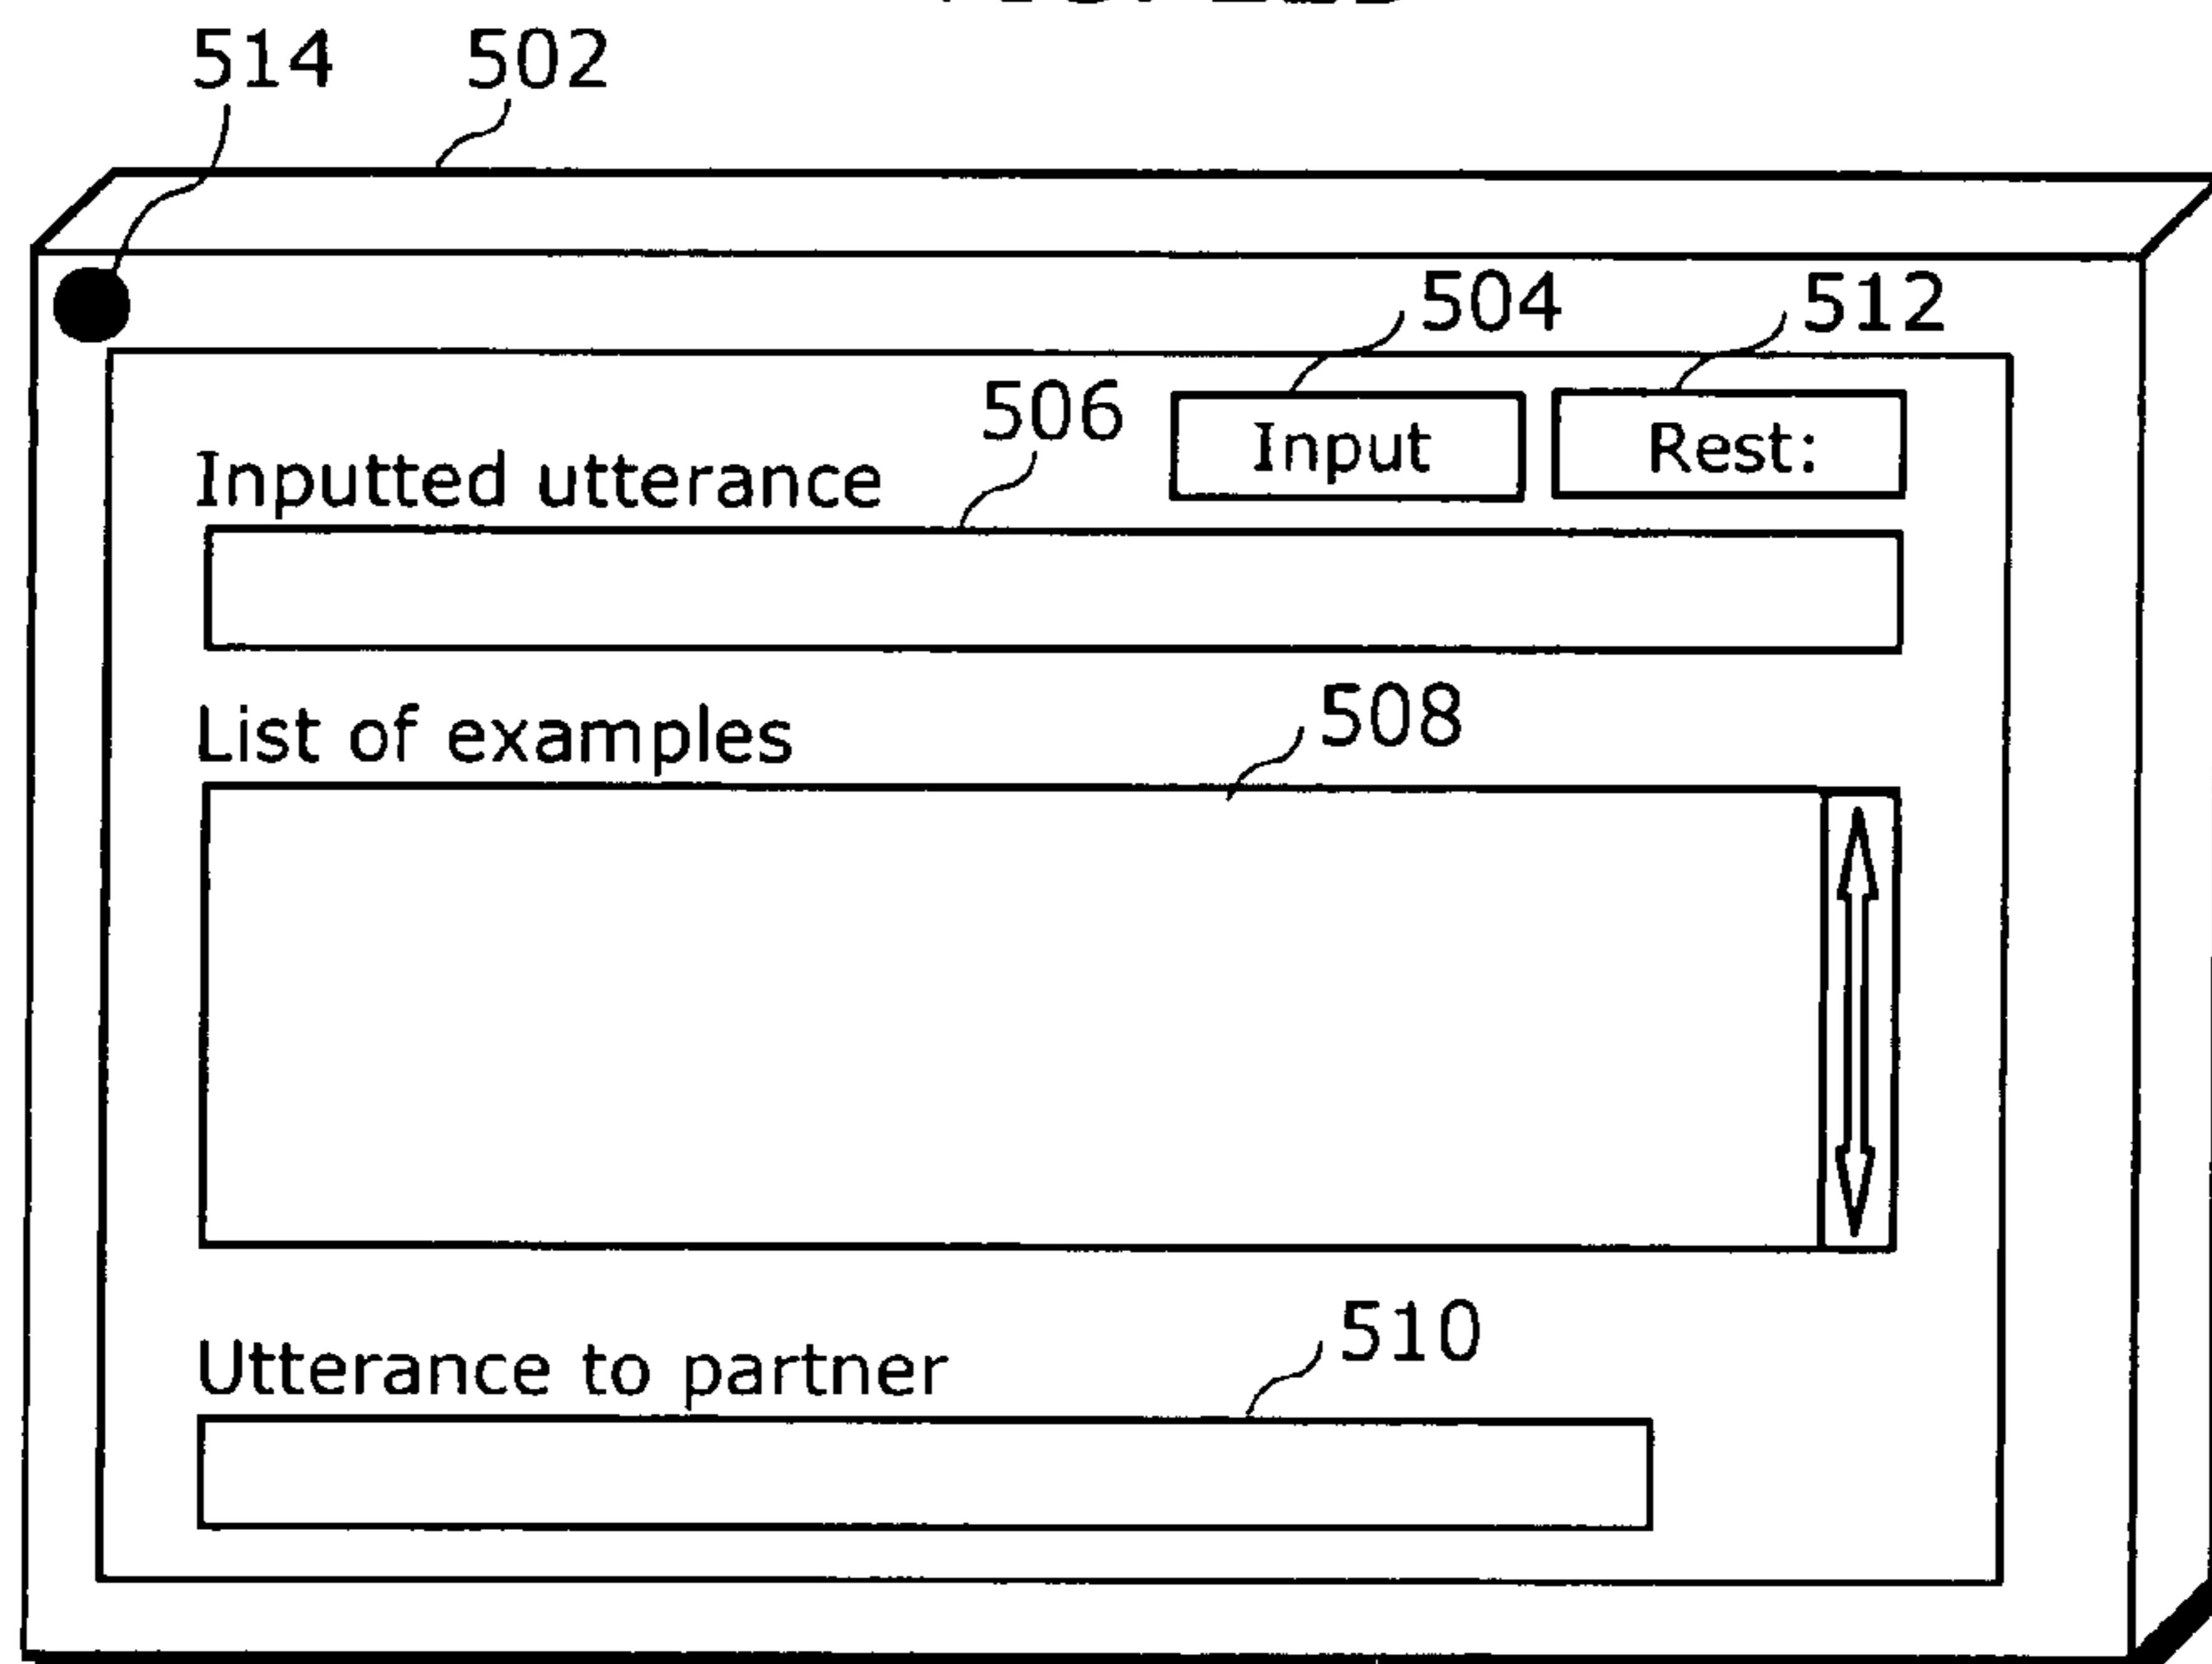 514 502
504 512
506
Input Rest:
Inputted utterance
508
List of examples
510
Utterance to partner